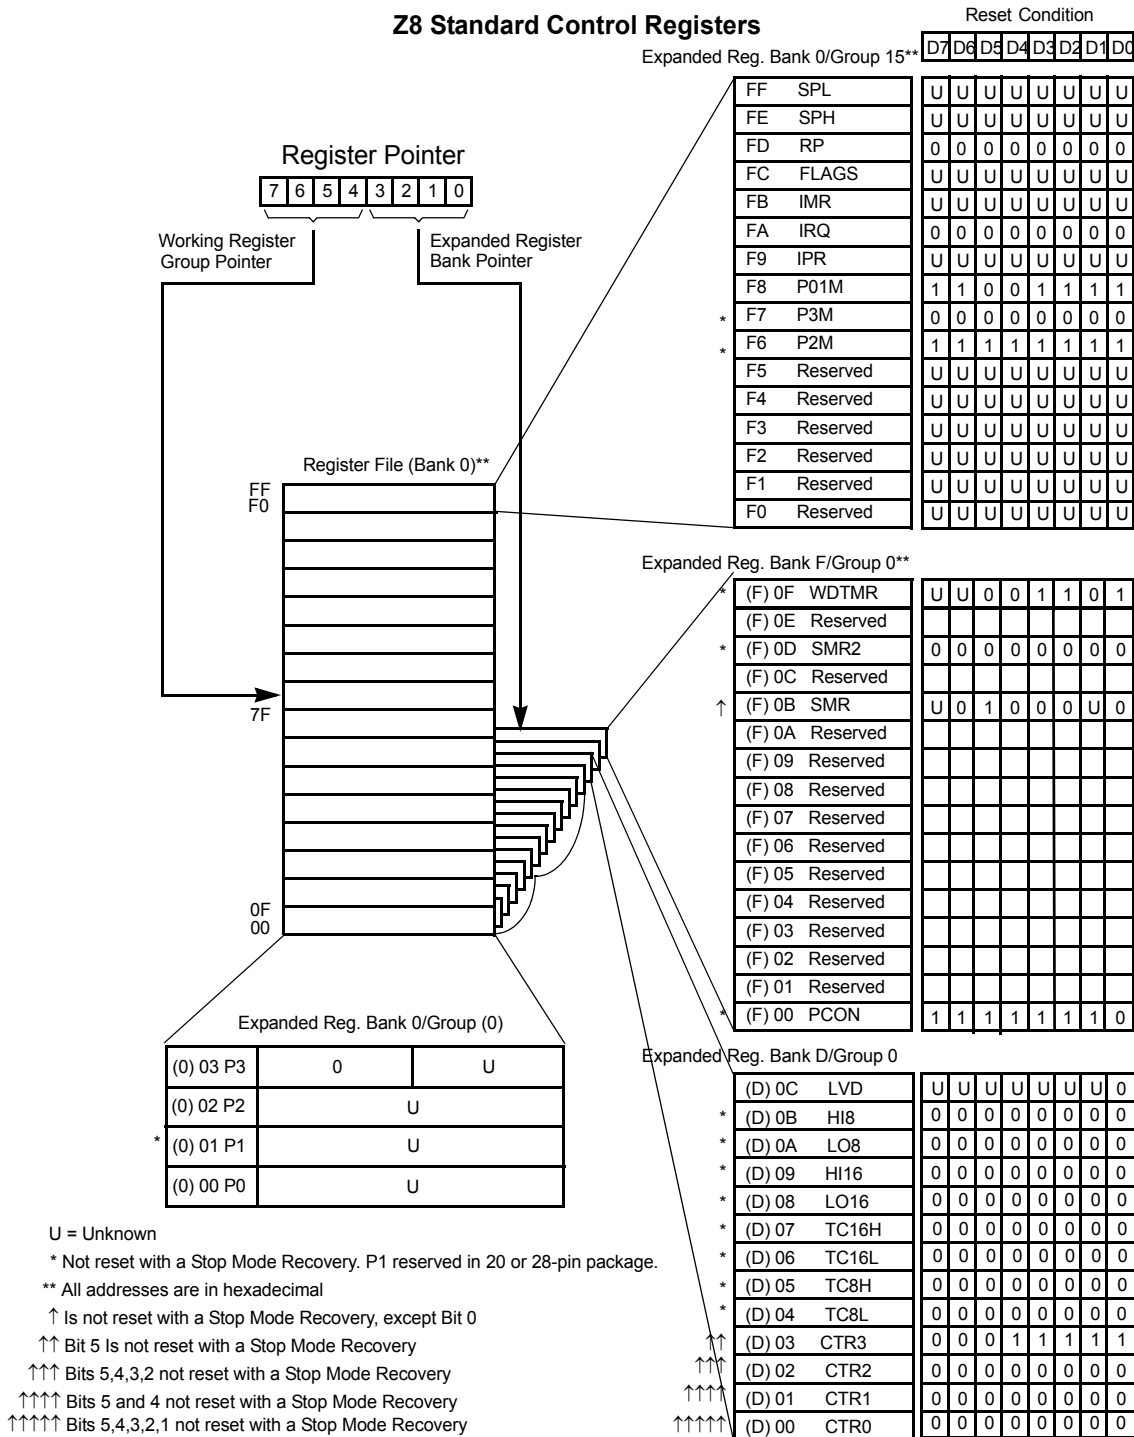 Z8 Standard Control Registers
Reset Condition
Expanded Reg. Bank 0/Group 15**
D7 D6 D5 D4 D3 D2 D1 D0
FF SPL U U U U U U U U
FE SPH U U U U U U U U
FD RP 0 0 0 0 0 0 0 0
FC FLAGS U U U U U U U U
FB IMR U U U U U U U U
FA IRQ 0 0 0 0 0 0 0 0
F9 IPR U U U U U U U U
F8 P01M 1 1 0 0 1 1 1 1
* F7 P3M 0 0 0 0 0 0 0 0
* F6 P2M 1 1 1 1 1 1 1 1
F5 Reserved U U U U U U U U
F4 Reserved U U U U U U U U
F3 Reserved U U U U U U U U
F2 Reserved U U U U U U U U
F1 Reserved U U U U U U U U
F0 Reserved U U U U U U U U
Register Pointer
7 6 5 4 3 2 1 0
Working Register
Group Pointer
Expanded Register
Bank Pointer
Register File (Bank 0)**
FF
F0
7F
0F
00
Expanded Reg. Bank F/Group 0**
* (F) 0F WDTMR U U 0 0 1 1 0 1
(F) 0E Reserved
* (F) 0D SMR2 0 0 0 0 0 0 0 0
(F) 0C Reserved
↑ (F) 0B SMR U 0 1 0 0 0 U 0
(F) 0A Reserved
(F) 09 Reserved
(F) 08 Reserved
(F) 07 Reserved
(F) 06 Reserved
(F) 05 Reserved
(F) 04 Reserved
(F) 03 Reserved
(F) 02 Reserved
(F) 01 Reserved
* (F) 00 PCON 1 1 1 1 1 1 1 0
Expanded Reg. Bank 0/Group (0)
(0) 03 P3 0 U
(0) 02 P2 U
* (0) 01 P1 U
(0) 00 P0 U
Expanded Reg. Bank D/Group 0
(D) 0C LVD U U U U U U U 0
* (D) 0B HI8 0 0 0 0 0 0 0 0
* (D) 0A LO8 0 0 0 0 0 0 0 0
* (D) 09 HI16 0 0 0 0 0 0 0 0
* (D) 08 LO16 0 0 0 0 0 0 0 0
* (D) 07 TC16H 0 0 0 0 0 0 0 0
* (D) 06 TC16L 0 0 0 0 0 0 0 0
* (D) 05 TC8H 0 0 0 0 0 0 0 0
* (D) 04 TC8L 0 0 0 0 0 0 0 0
↑↑ (D) 03 CTR3 0 0 0 1 1 1 1 1
↑↑↑ (D) 02 CTR2 0 0 0 0 0 0 0 0
↑↑↑↑ (D) 01 CTR1 0 0 0 0 0 0 0 0
↑↑↑↑↑ (D) 00 CTR0 0 0 0 0 0 0 0 0
U = Unknown
* Not reset with a Stop Mode Recovery. P1 reserved in 20 or 28-pin package.
** All addresses are in hexadecimal
↑ Is not reset with a Stop Mode Recovery, except Bit 0
↑↑ Bit 5 Is not reset with a Stop Mode Recovery
↑↑↑ Bits 5,4,3,2 not reset with a Stop Mode Recovery
↑↑↑↑ Bits 5 and 4 not reset with a Stop Mode Recovery
↑↑↑↑↑ Bits 5,4,3,2,1 not reset with a Stop Mode Recovery